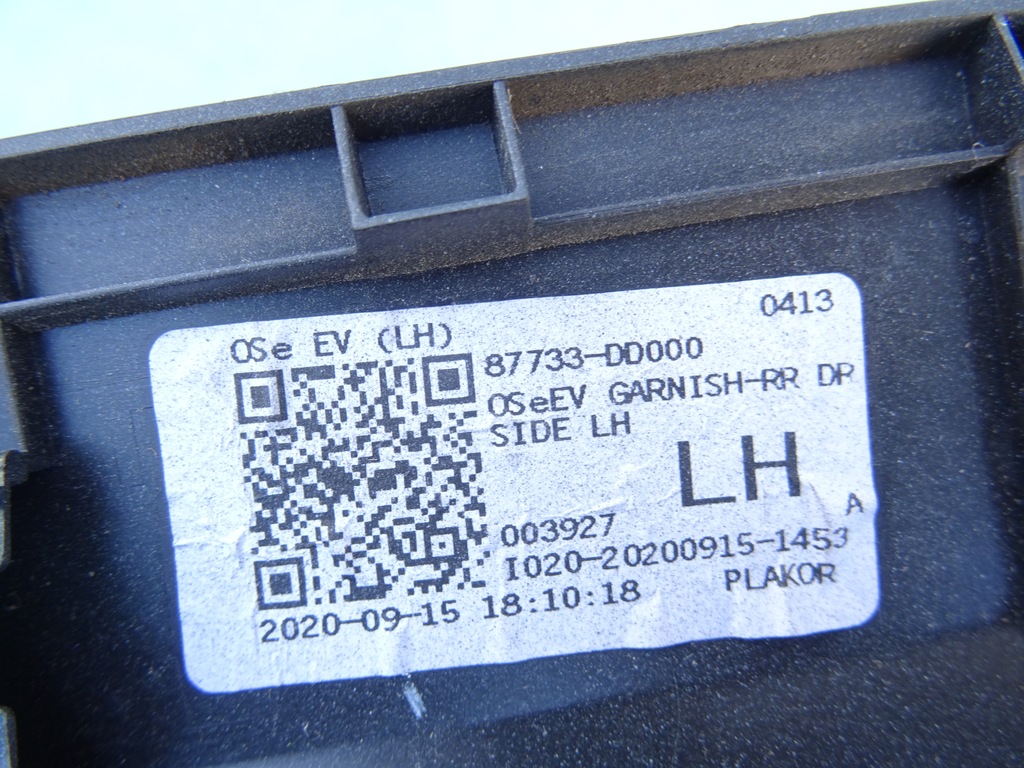 0413
OSe EV (LH)
87733-DD000
OSeEV GARNISH-RR DR
SIDE LH
LH
A
003927
I020-20200915-1453
PLAKOR
2020-09-15 18:10:18